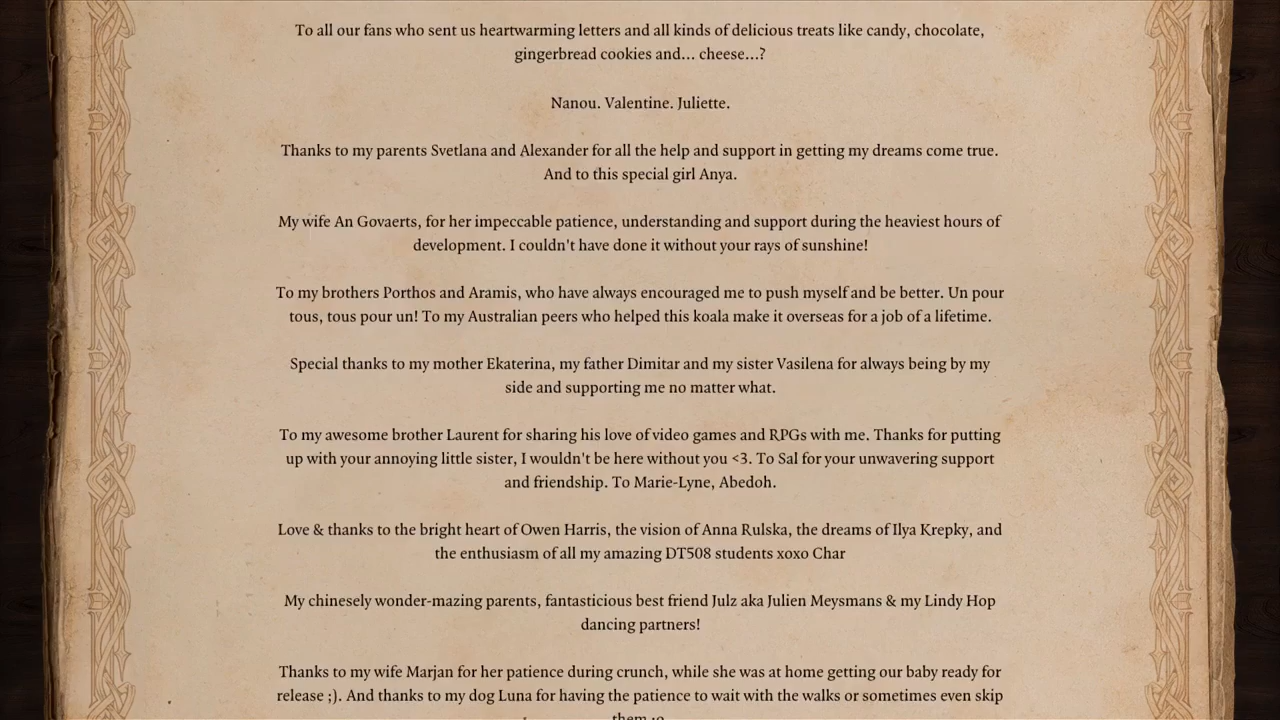 To all our fans who sent us heartwarming letters and all kinds of delicious treats like candy, chocolate,
gingerbread cookies and... cheese...?
Nanou. Valentine. Juliette.
Thanks to my parents Svetlana and Alexander for all the help and support in getting my dreams come true.
And to this special girl Anya.
My wife An Govaerts, for her impeccable patience, understanding and support during the heaviest hours of
development. I couldn't have done it without your rays of sunshine!
To my brothers Porthos and Aramis, who have always encouraged me to push myself and be better. Un pour
tous, tous pour un! To my Australian peers who helped this koala make it overseas for a job of a lifetime.
Special thanks to my mother Ekaterina, my father Dimitar and my sister Vasilena for always being by my
side and supporting me no matter what.
To my awesome brother Laurent for sharing his love of video games and RPGs with me. Thanks for putting
up with your annoying little sister, I wouldn't be here without you <3. To Sal for your unwavering support
and friendship. To Marie-Lyne, Abedoh.
Love & thanks to the bright heart of Owen Harris, the vision of Anna Rulska, the dreams of Ilya Krepky, and
the enthusiasm of all my amazing DT508 students xoxo Char
My chinesely wonder-mazing parents, fantasticious best friend Julz aka Julien Meysmans & my Lindy Hop
dancing partners!
Thanks to my wife Marjan for her patience during crunch, while she was at home getting our baby ready for
release ;). And thanks to my dog Luna for having the patience to wait with the walks or sometimes even skip
them